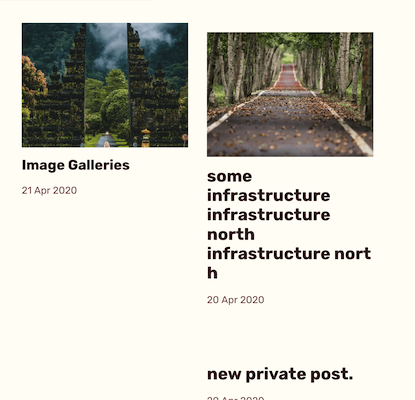 Image Galleries
21 Apr 2020
some
infrastructure
infrastructure
north
infrastructure nort
h
20 Apr 2020
new private post.
20 Apr 2020